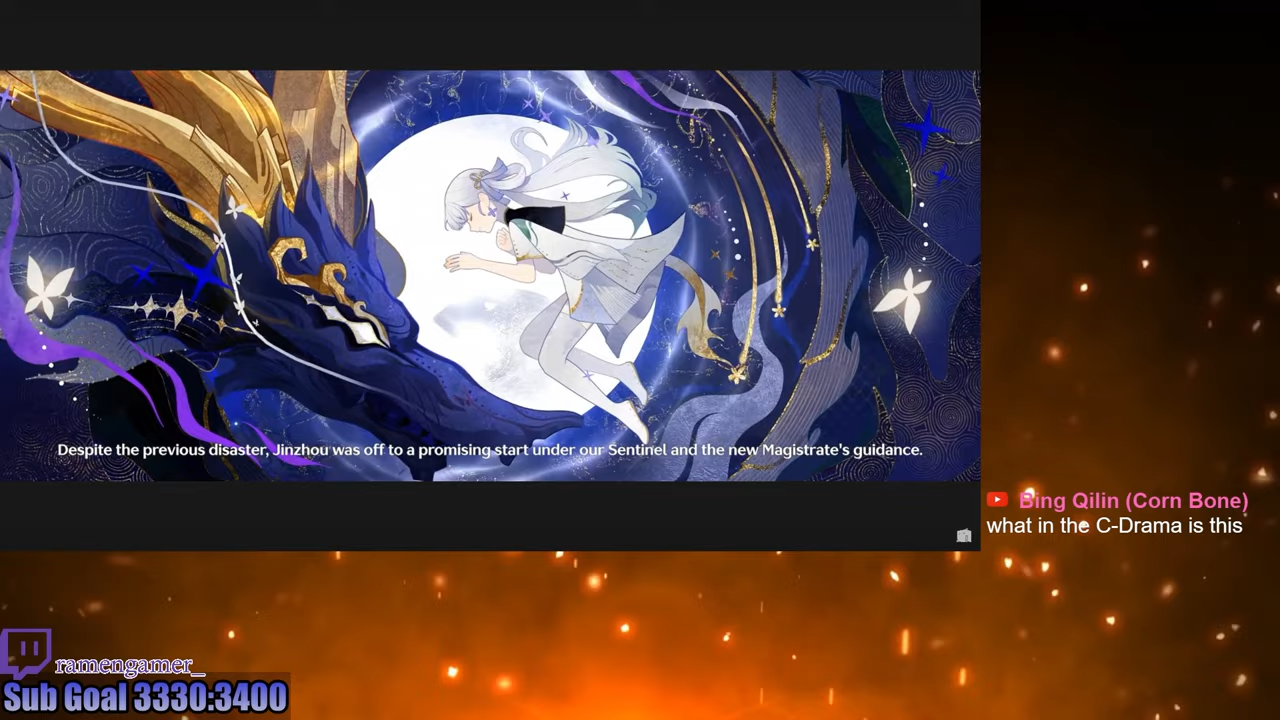 Despite the previous disaster, Jinzhou was off to a promising start under our Sentinel and the new Magistrate's guidance.
Bing Qilin (Corn Bone)
what in the C-Drama is this
ramengamer_
Sub Goal 3330:3400